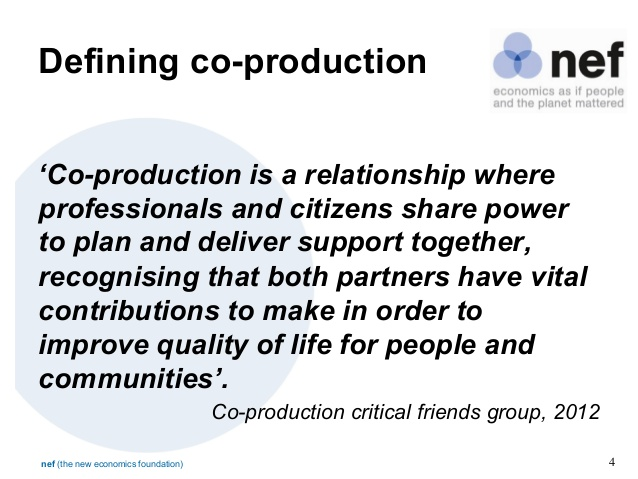 Defining co-production
nef
economics as if people
and the planet mattered
‘Co-production is a relationship where
professionals and citizens share power
to plan and deliver support together,
recognising that both partners have vital
contributions to make in order to
improve quality of life for people and
communities’.
Co-production critical friends group, 2012
nef (the new economics foundation)
4